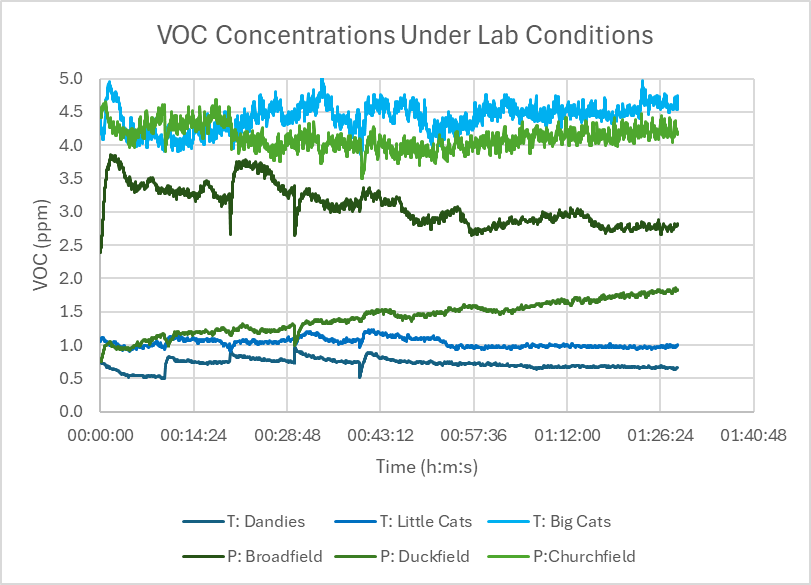 VOC Concentrations Under Lab Conditions
5.0
4.5
4.0
3.5
3.0
2.5
2.0
1.5
1.0
0.5
0.0
VOC (ppm)
00:00:00 00:14:24 00:28:48 00:43:12 00:57:36 01:12:00 01:26:24 01:40:48
Time (h:m:s)
T: Dandies T: Little Cats T: Big Cats
P: Broadfield P: Duckfield P:Churchfield